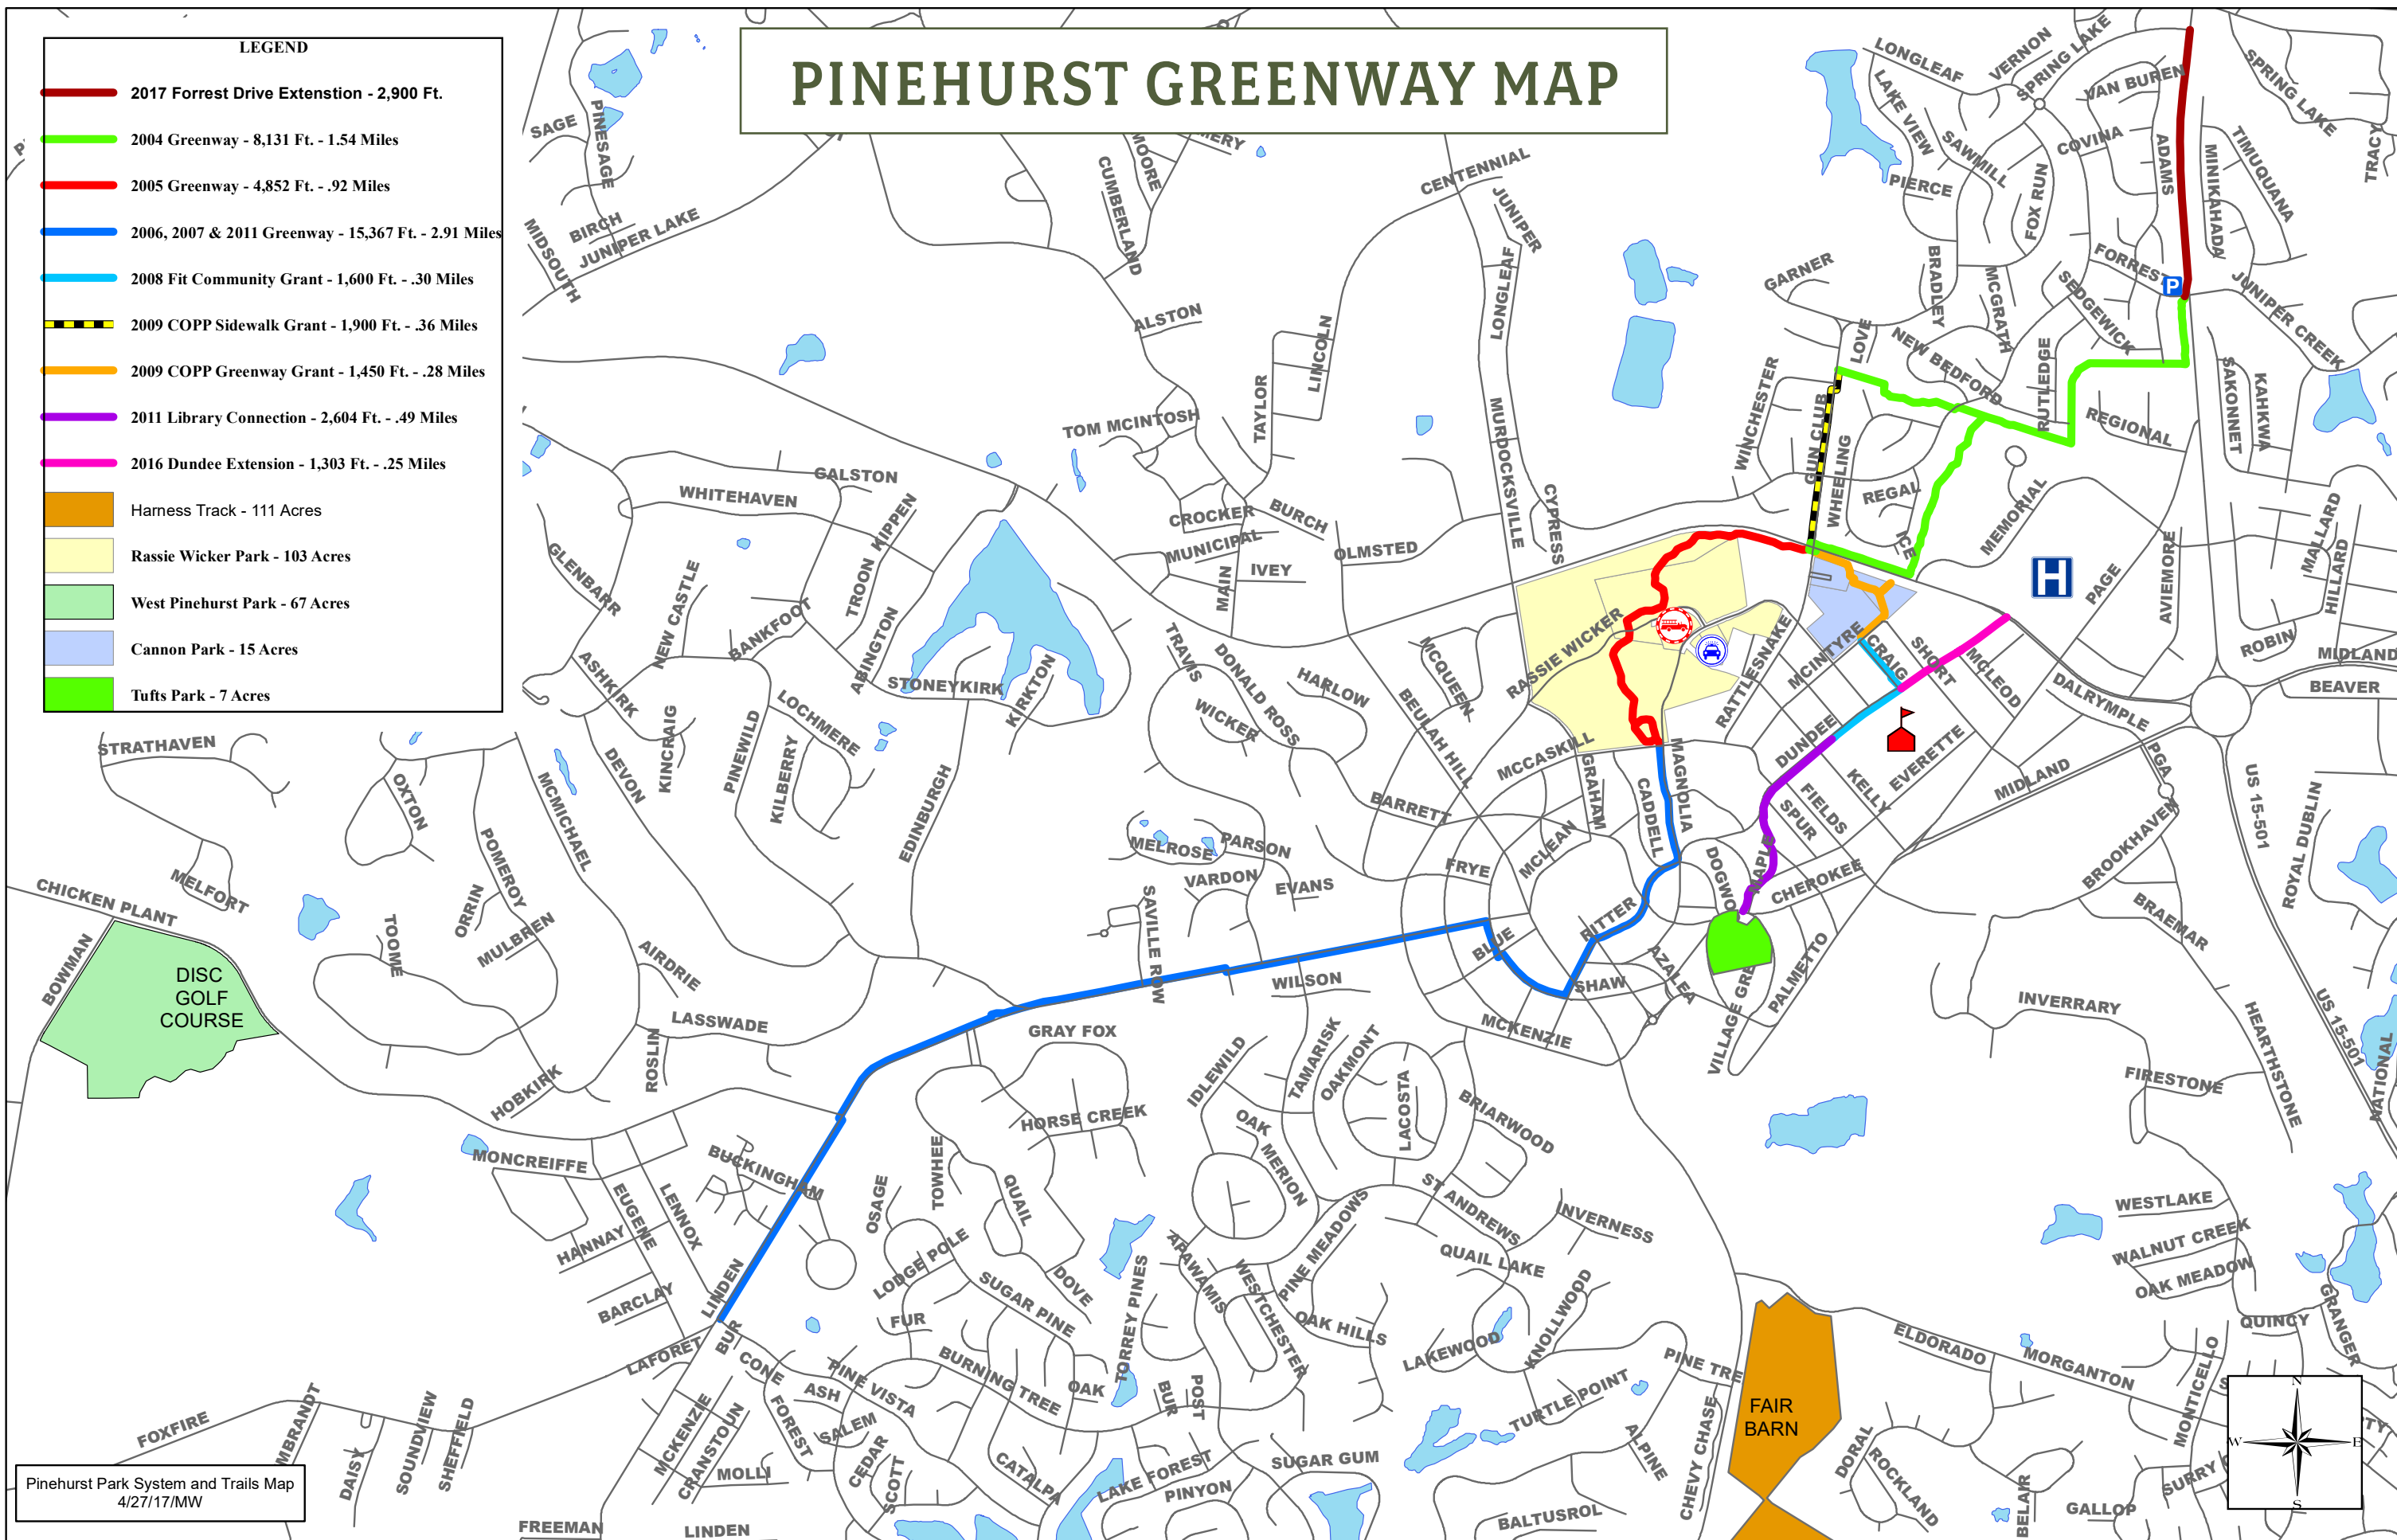 PINEHURST GREENWAY MAP
LEGEND
2017 Forrest Drive Extenstion - 2,900 Ft.
2004 Greenway - 8,131 Ft. - 1.54 Miles
2005 Greenway - 4,852 Ft. - .92 Miles
2006, 2007 & 2011 Greenway - 15,367 Ft. - 2.91 Miles
2008 Fit Community Grant - 1,600 Ft. - .30 Miles
2009 COPP Sidewalk Grant - 1,900 Ft. - .36 Miles
2009 COPP Greenway Grant - 1,450 Ft. - .28 Miles
2011 Library Connection - 2,604 Ft. - .49 Miles
2016 Dundee Extension - 1,303 Ft. - .25 Miles
Harness Track - 111 Acres
Rassie Wicker Park - 103 Acres
West Pinehurst Park - 67 Acres
Cannon Park - 15 Acres
Tufts Park - 7 Acres
SAGE
PINESAGE
BIRCH
JUNIPER LAKE
MIDSOUTH
CUMBERLAND
MOORE
CENTENNIAL
JUNIPER
LONGLEAF
ALSTON
LINCOLN
TAYLOR
TOM MCINTOSH
MURDOCKSVILLE
CYPRESS
CROCKER
BURCH
MUNICIPAL
OLMSTED
IVEY
MAIN
LONGLEAF
VERNON
SPRING LAKE
SPRING LAKE
VAN BUREN
LAKE VIEW
SAWMILL
COVINA
ADAMS
TIMUQUANA
MINIKAHADA
TRACY
PIERCE
FOX RUN
GARNER
BRADLEY
MCGRATH
FORREST
P
SEDGEWICK
JUNIPER CREEK
LOVE
NEW BEDFORD
RUTLEDGE
REGIONAL
SAKONNET
KAHKWA
WINCHESTER
GUN CLUB
WHEELING
REGAL
ICE
MEMORIAL
H
MALLARD
HILLARD
PAGE
AVIEMORE
ROBIN
MIDLAND
BEAVER
GALSTON
WHITEHAVEN
KIPPEN
TROON
GLENBARR
NEW CASTLE
BANKFOOT
ABINGTON
STONEYKIRK
KIRKTON
ASHKIRK
KINCRAIG
PINEWILD
LOCHMERE
KILBERRY
DEVON
EDINBURGH
TRAVIS
DONALD ROSS
WICKER
HARLOW
MCQUEEN
BEULAH HILL
RASSIE WICKER
RATTLESNAKE
MCINTYRE
CRAIG
SHORT
MCLEOD
DALRYMPLE
MCCASKILL
GRAHAM
CADDELL
MAGNOLIA
DUNDEE
KELLY
EVERETTE
MIDLAND
PGA
FIELDS
SPUR
MAPLE
CHEROKEE
BROOKHAVEN
BRAEMAR
US 15-501
ROYAL DUBLIN
BARRETT
MCLEAN
FRYE
DOGWO
RITTER
BLUE
SHAW
AZALEA
VILLAGE GRE
PALMETTO
MCKENZIE
INVERRARY
HEARTHSTONE
FIRESTONE
US 15-501
NATIONAL
STRATHAVEN
OXTON
MCMICHAEL
POMEROY
MELFORT
CHICKEN PLANT
BOWMAN
DISC
GOLF
COURSE
ORRIN
TOOME
MULBREN
AIRDRIE
LASSWADE
ROSLIN
HOBKIRK
MELROSE
PARSON
VARDON
EVANS
SAVILLE ROW
WILSON
GRAY FOX
IDLEWILD
TAMARISK
OAKMONT
LACOSTA
BRIARWOOD
HORSE CREEK
OAK
MERION
MONCREIFFE
BUCKINGHAM
EUGENE
LENNOX
HANNAY
BARCLAY
LINDEN
OSAGE
TOWHEE
QUAIL
LODGE POLE
DOVE
FUR
SUGAR PINE
TORREY PINES
APAWAMIS
WESTCHESTER
PINE MEADOWS
OAK HILLS
ST ANDREWS
INVERNESS
QUAIL LAKE
LAKEWOOD
KNOLLWOOD
TURTLE POINT
PINE TRE
ALPINE
CHEVY CHASE
FAIR
BARN
WESTLAKE
WALNUT CREEK
OAK MEADOW
QUINCY
GRANGER
ELDORADO
MORGANTON
MONTICELLO
DORAL
ROCKLAND
BELAIR
GALLOP
SURRY
LAFORET
BUR
CONE
ASH
PINE VISTA
BURNING TREE
OAK
BUR
POST
FOREST
SALEM
CEDAR
SCOTT
CATALPA
LAKE FOREST
PINYON
SUGAR GUM
BALTUSROL
MCKENZIE
CRANSTOUN
MOLLI
FOXFIRE
MBRANDT
DAISY
SOUNDVIEW
SHEFFIELD
FREEMAN
LINDEN
N
W
E
S
Pinehurst Park System and Trails Map
4/27/17/MW